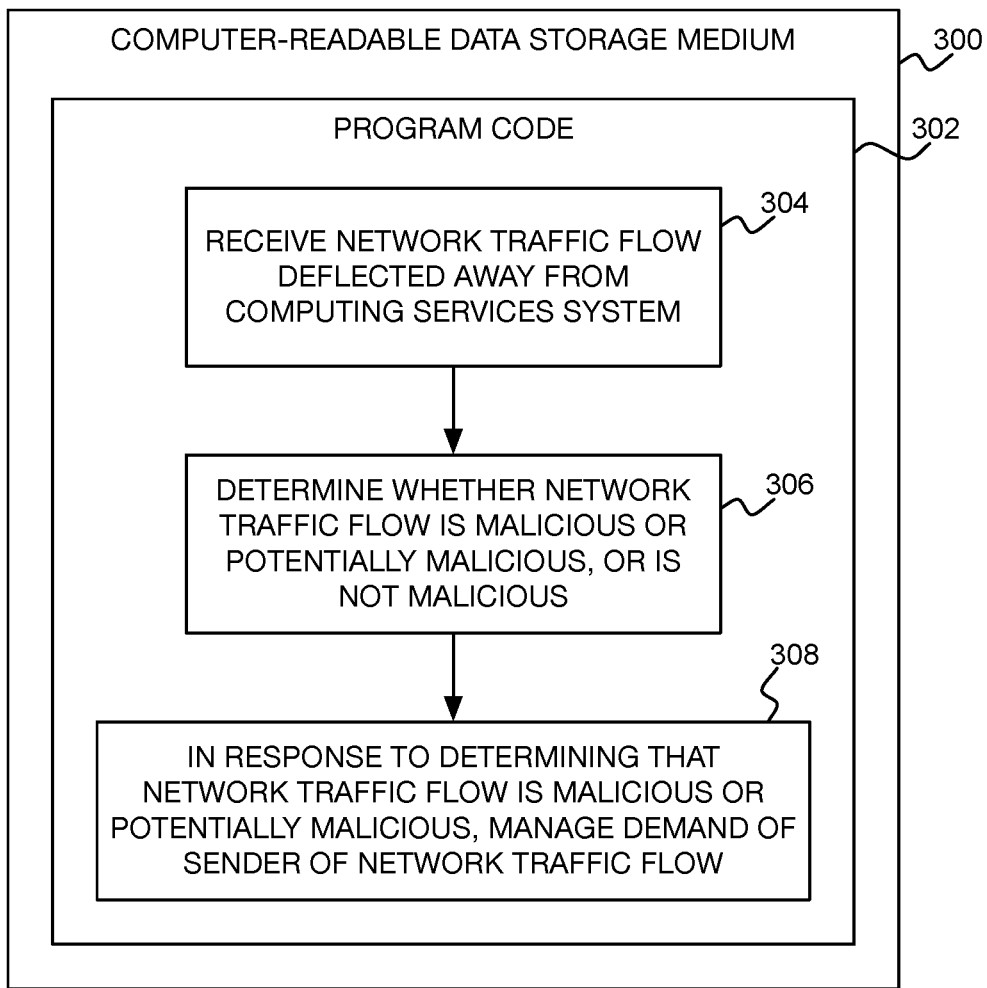 COMPUTER-READABLE DATA STORAGE MEDIUM
300
PROGRAM CODE
302
304
RECEIVE NETWORK TRAFFIC FLOW
DEFLECTED AWAY FROM
COMPUTING SERVICES SYSTEM
306
DETERMINE WHETHER NETWORK
TRAFFIC FLOW IS MALICIOUS OR
POTENTIALLY MALICIOUS, OR IS
NOT MALICIOUS
308
IN RESPONSE TO DETERMINING THAT
NETWORK TRAFFIC FLOW IS MALICIOUS OR
POTENTIALLY MALICIOUS, MANAGE DEMAND OF
SENDER OF NETWORK TRAFFIC FLOW